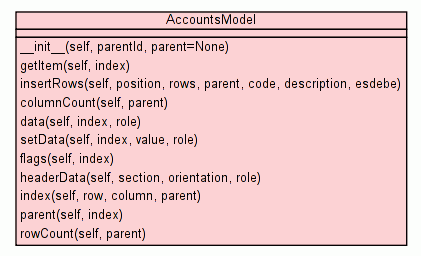 AccountsModel
__init__(self, parentId, parent=None)
getItem(self, index)
insertRows(self, position, rows, parent, code, description, esdebe)
columnCount(self, parent)
data(self, index, role)
setData(self, index, value, role)
flags(self, index)
headerData(self, section, orientation, role)
index(self, row, column, parent)
parent(self, index)
rowCount(self, parent)